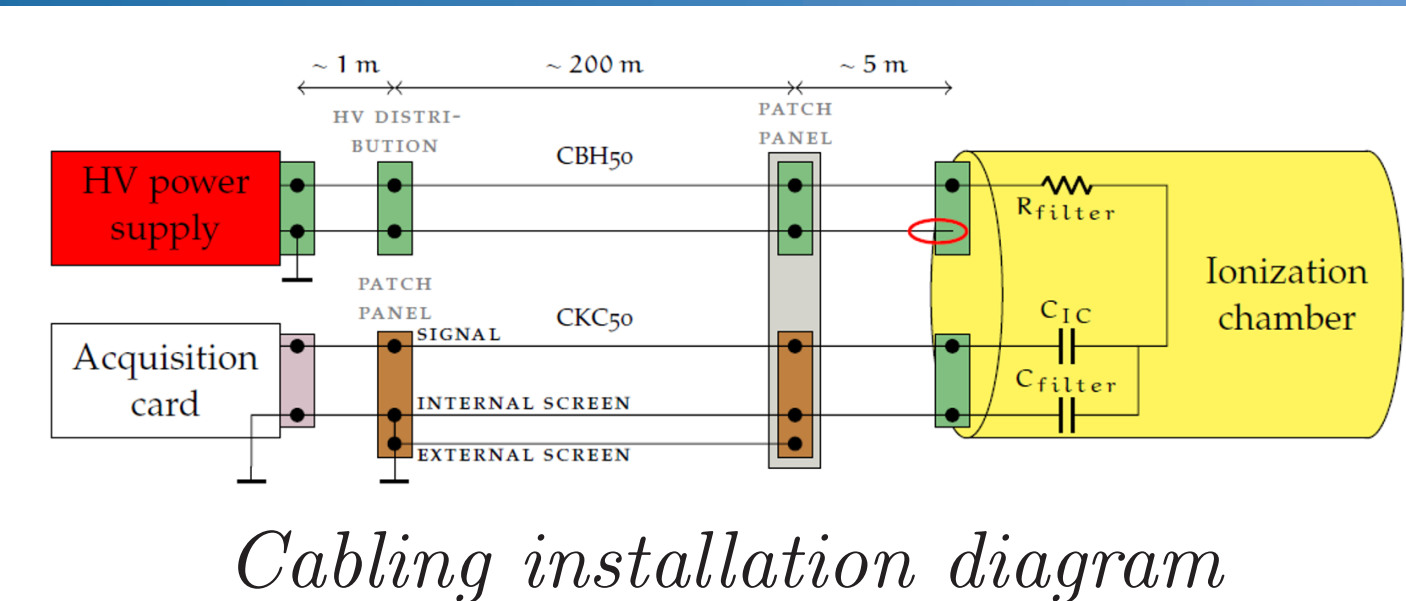 ~ 1 m
~ 200 m
~ 5 m
HV DISTRI-
BUTION
PATCH
PANEL
CBH50
HV power
supply
Rfilter
PATCH
PANEL
CKC50
SIGNAL
Acquisition
card
INTERNAL SCREEN
EXTERNAL SCREEN
CIC
Cfilter
Ionization
chamber
Cabling installation diagram